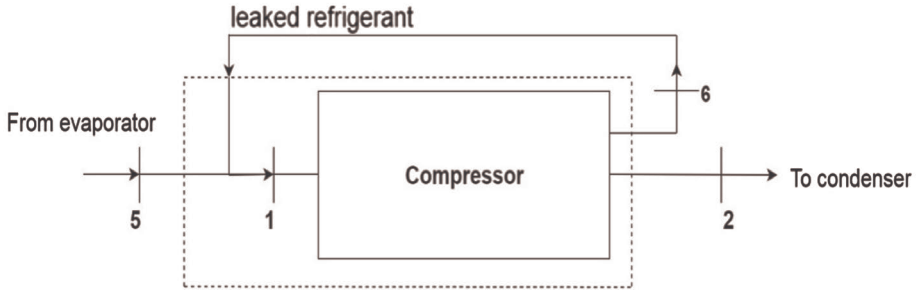 leaked refrigerant
6
From evaporator
Compressor
To condenser
5
1
2